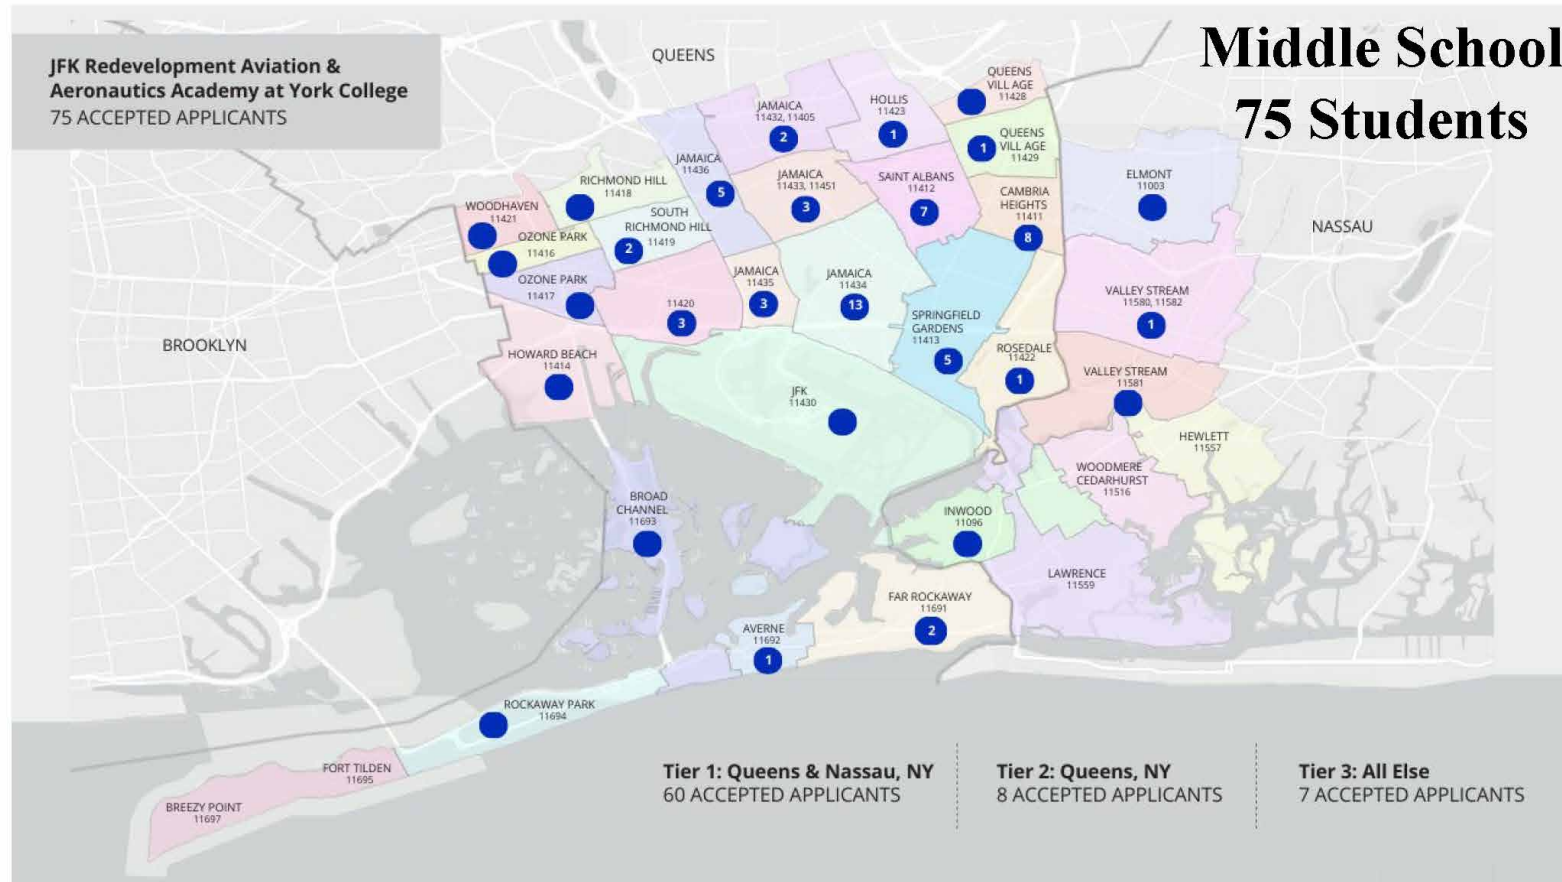 Middle School
75 Students
JFK Redevelopment Aviation &
Aeronautics Academy at York College
75 ACCEPTED APPLICANTS
QUEENS
BROOKLYN
NASSAU
QUEENS
VILL AGE
11428
HOLLIS
11423
1
JAMAICA
11432, 11405
2
QUEENS
VILL AGE
11429
1
JAMAICA
11436
5
JAMAICA
11433, 11451
3
SAINT ALBANS
11412
7
CAMBRIA
HEIGHTS
11411
8
ELMONT
11003
RICHMOND HILL
11418
WOODHAVEN
11421
SOUTH
RICHMOND HILL
11419
2
OZONE PARK
11416
OZONE PARK
11417
11420
3
JAMAICA
11435
3
JAMAICA
11434
13
SPRINGFIELD
GARDENS
11413
5
ROSEDALE
11422
1
VALLEY STREAM
11580, 11582
1
VALLEY STREAM
11581
HOWARD BEACH
11414
JFK
11430
HEWLETT
11557
WOODMERE
CEDARHURST
11516
BROAD
CHANNEL
11693
INWOOD
11096
LAWRENCE
11559
FAR ROCKAWAY
11691
2
AVERNE
11692
1
ROCKAWAY PARK
11694
FORT TILDEN
11695
BREEZY POINT
11697
Tier 1: Queens & Nassau, NY
60 ACCEPTED APPLICANTS
Tier 2: Queens, NY
8 ACCEPTED APPLICANTS
Tier 3: All Else
7 ACCEPTED APPLICANTS